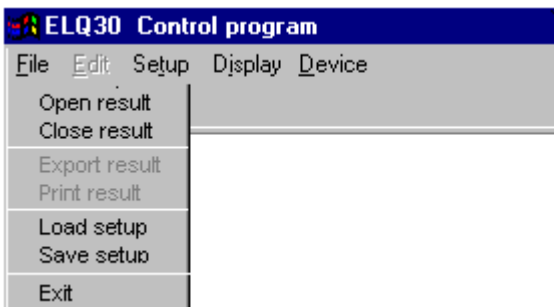 ELQ30 Control program
File Edit Setup Display Device
Open result
Close result
Export result
Print result
Load setup
Save setup
Exit